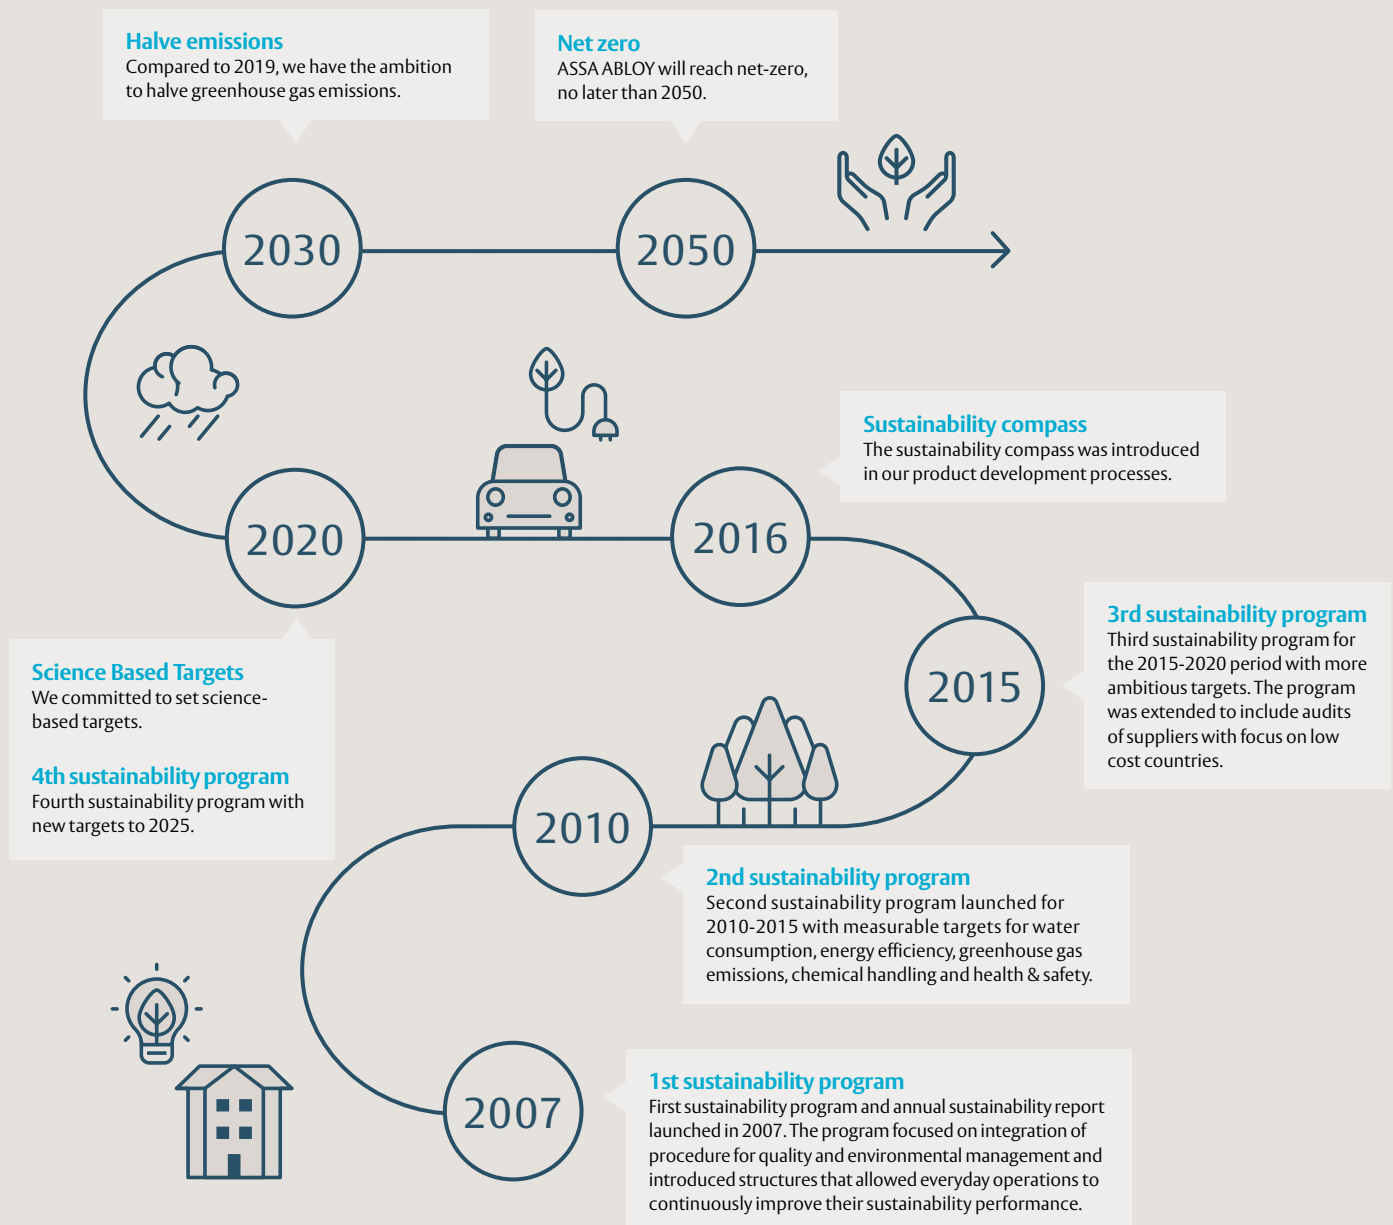 Halve emissions
Compared to 2019, we have the ambition
to halve greenhouse gas emissions.
Net zero
ASSA ABLOY will reach net-zero,
no later than 2050.
2030
2050
Sustainability compass
The sustainability compass was introduced
in our product development processes.
2020
2016
3rd sustainability program
Third sustainability program for
the 2015-2020 period with more
ambitious targets. The program
was extended to include audits
of suppliers with focus on low
cost countries.
2015
Science Based Targets
We committed to set science-
based targets.
4th sustainability program
Fourth sustainability program with
new targets to 2025.
2010
2nd sustainability program
Second sustainability program launched for
2010-2015 with measurable targets for water
consumption, energy efficiency, greenhouse gas
emissions, chemical handling and health & safety.
2007
1st sustainability program
First sustainability program and annual sustainability report
launched in 2007. The program focused on integration of
procedure for quality and environmental management and
introduced structures that allowed everyday operations to
continuously improve their sustainability performance.